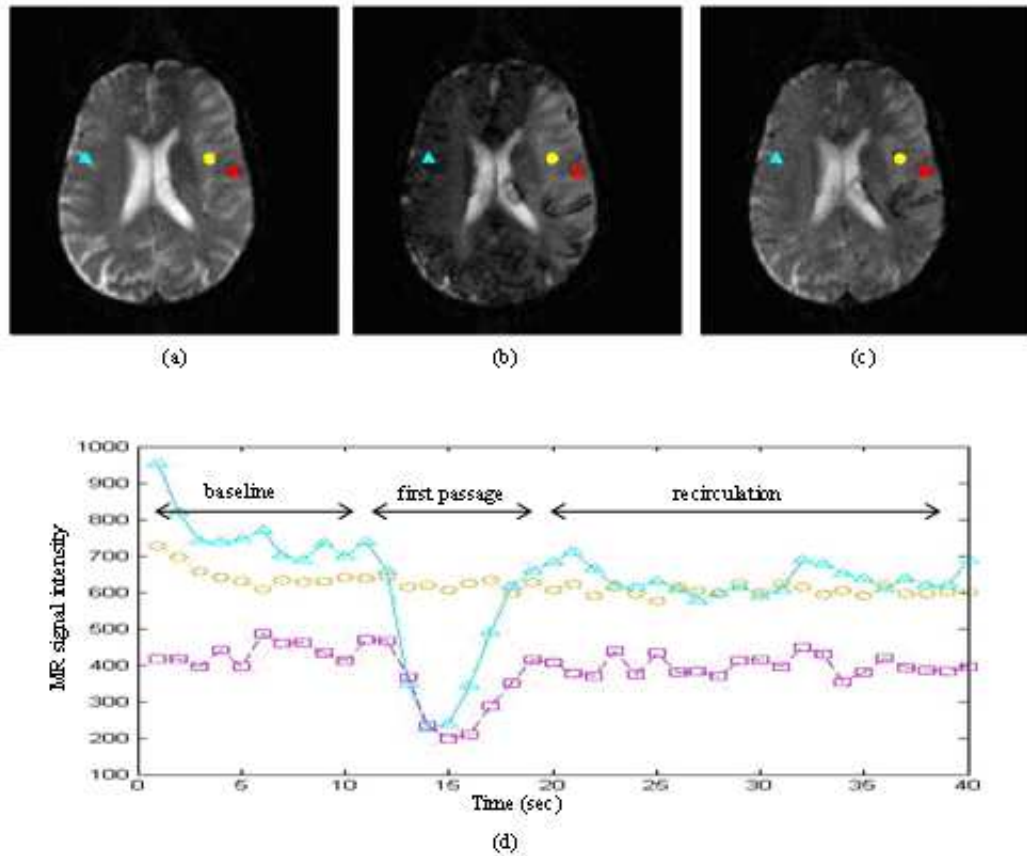 (a) (b) (c)
1000
900
800
700
600
500
400
300
200
100
MR signal intensity
baseline first passage recirculation
0 5 10 15 20 25 30 35 40
Time (sec)
(d)